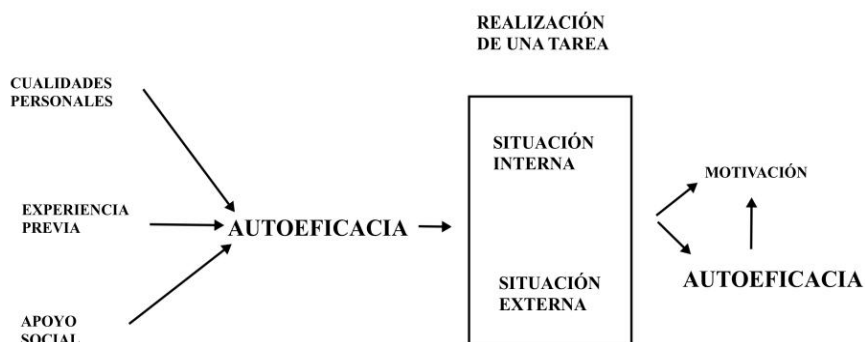 REALIZACIÓN
DE UNA TAREA
CUALIDADES
PERSONALES
SITUACIÓN
INTERNA
MOTIVACIÓN
EXPERIENCIA
PREVIA
AUTOEFICACIA
SITUACIÓN
EXTERNA
AUTOEFICACIA
APOYO
SOCIAL